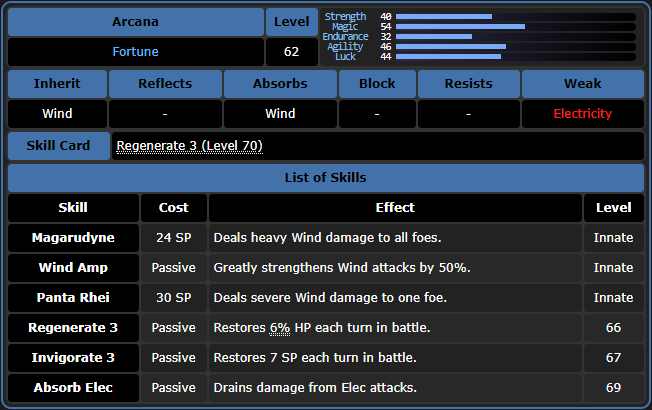 Arcana Level
Strength 40
Magic 54
Endurance 32
Agility 46
Luck 44
Fortune 62
Inherit Reflects Absorbs Block Resists Weak
Wind - Wind - - Electricity
Skill Card Regenerate 3 (Level 70)
List of Skills
Skill Cost Effect Level
Magarudyne 24 SP Deals heavy Wind damage to all foes. Innate
Wind Amp Passive Greatly strengthens Wind attacks by 50%. Innate
Panta Rhei 30 SP Deals severe Wind damage to one foe. Innate
Regenerate 3 Passive Restores 6% HP each turn in battle. 66
Invigorate 3 Passive Restores 7 SP each turn in battle. 67
Absorb Elec Passive Drains damage from Elec attacks. 69